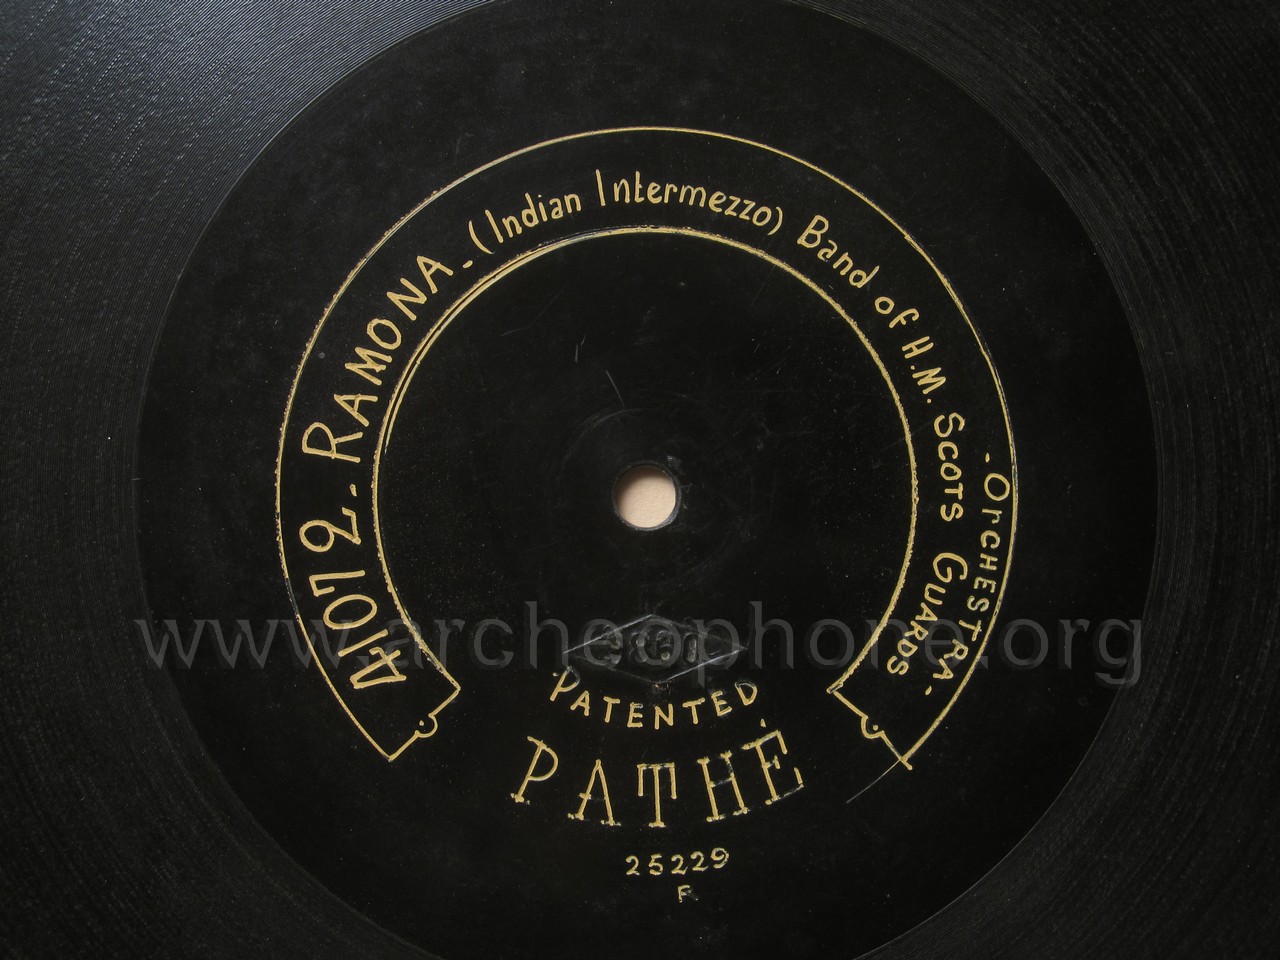 41072 - RAMONA - (Indian Intermezzo) Band of H.M. SCOTS GUARDS
- ORCHESTRA -
www.archeophone.org
PATENTED
PATHÉ
25229
R